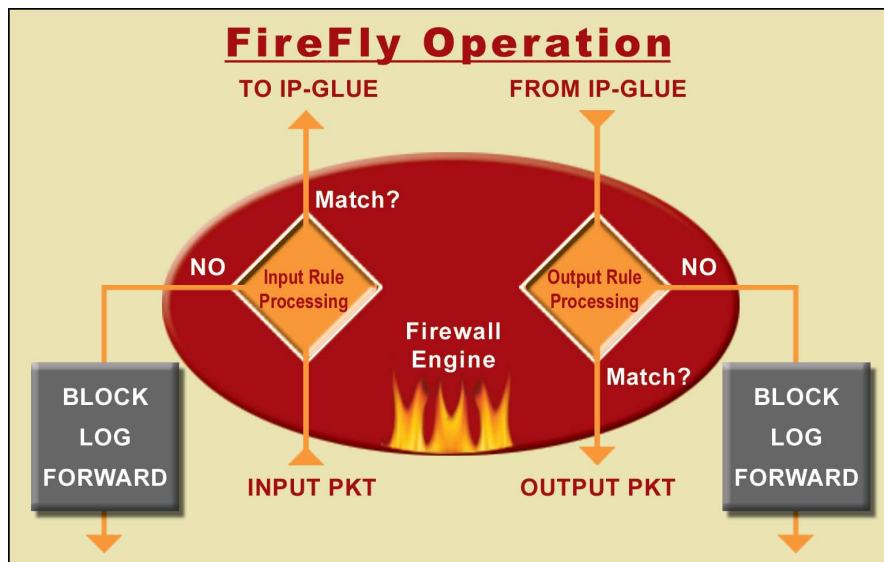 FireFly Operation
TO IP-GLUE
FROM IP-GLUE
Match?
NO
Input Rule
Processing
Output Rule
Processing
NO
Firewall
Engine
Match?
BLOCK
LOG
FORWARD
BLOCK
LOG
FORWARD
INPUT PKT
OUTPUT PKT